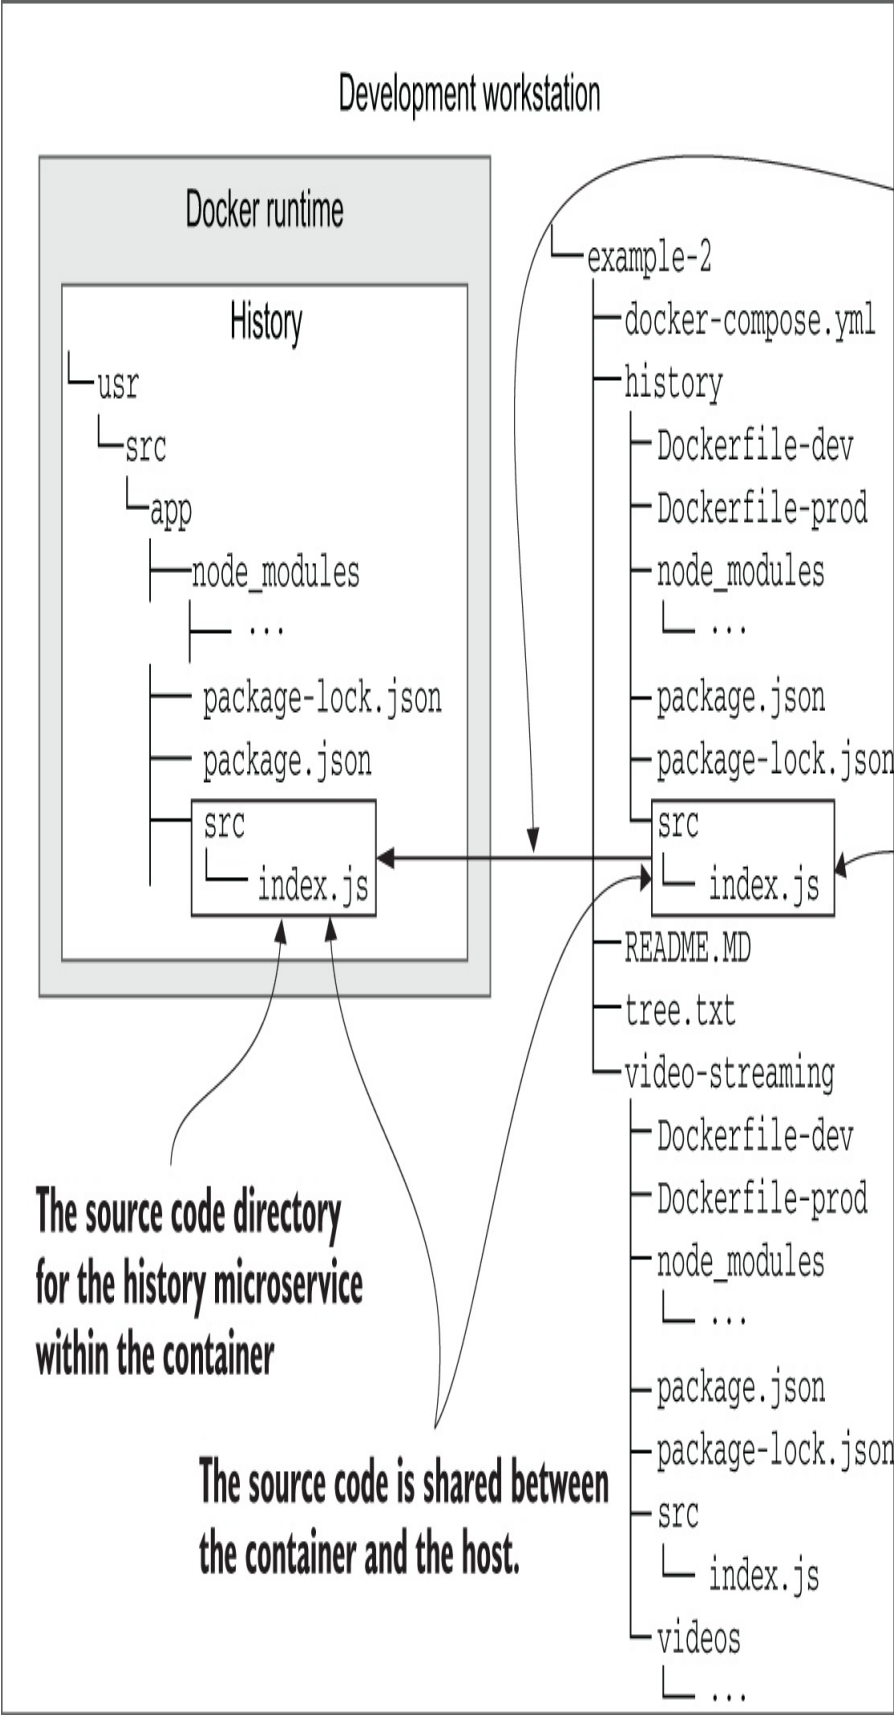 Development workstation
Docker runtime
History
usr
src
app
node_modules
...
package-lock.json
package.json
src
index.js
example-2
docker-compose.yml
history
Dockerfile-dev
Dockerfile-prod
node_modules
...
package.json
package-lock.json
src
index.js
README.MD
tree.txt
video-streaming
Dockerfile-dev
Dockerfile-prod
node_modules
...
package.json
package-lock.json
src
index.js
videos
...
The source code directory
for the history microservice
within the container
The source code is shared between
the container and the host.